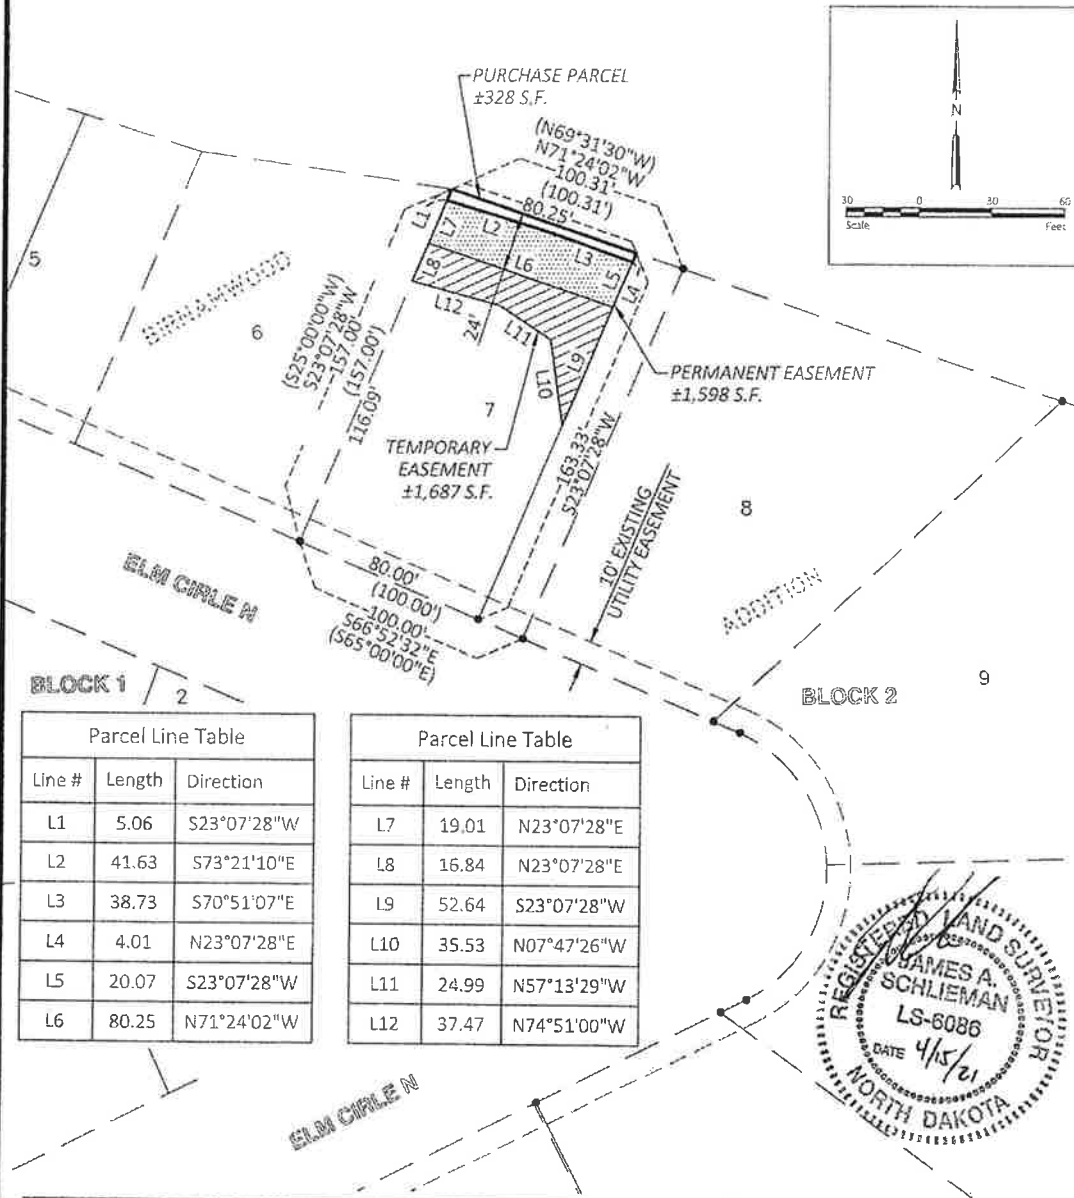 PURCHASE PARCEL
±328 S.F.
(N69°31'30"W)
N71°24'02"W
100.31'
(100.31')
80.25'
N
30
0
30
60
Scale
Feet
L1
L7
L2
L3
L8
L6
L5
L4
L12
24'
L11
L10
L9
5
BIRNAMWOOD
6
(S25°00'00"W)
S23°07'28"W
157.00'
(157.00')
116.09'
7
PERMANENT EASEMENT
±1,598 S.F.
TEMPORARY
EASEMENT
±1,687 S.F.
163.33'
S23°07'28"W
10' EXISTING
UTILITY EASEMENT
8
ADDITION
ELM CIRLE N
80.00'
(100.00')
100.00'
S66°52'32"E
(S65°00'00"E)
BLOCK 1
2
BLOCK 2
9
Parcel Line Table
Line # Length Direction
L1 5.06 S23°07'28"W
L2 41.63 S73°21'10"E
L3 38.73 S70°51'07"E
L4 4.01 N23°07'28"E
L5 20.07 S23°07'28"W
L6 80.25 N71°24'02"W
Parcel Line Table
Line # Length Direction
L7 19.01 N23°07'28"E
L8 16.84 N23°07'28"E
L9 52.64 S23°07'28"W
L10 35.53 N07°47'26"W
L11 24.99 N57°13'29"W
L12 37.47 N74°51'00"W
REGISTERED LAND SURVEYOR
JAMES A.
SCHLIEMAN
LS-6086
DATE 4/15/21
NORTH DAKOTA
ELM CIRLE N